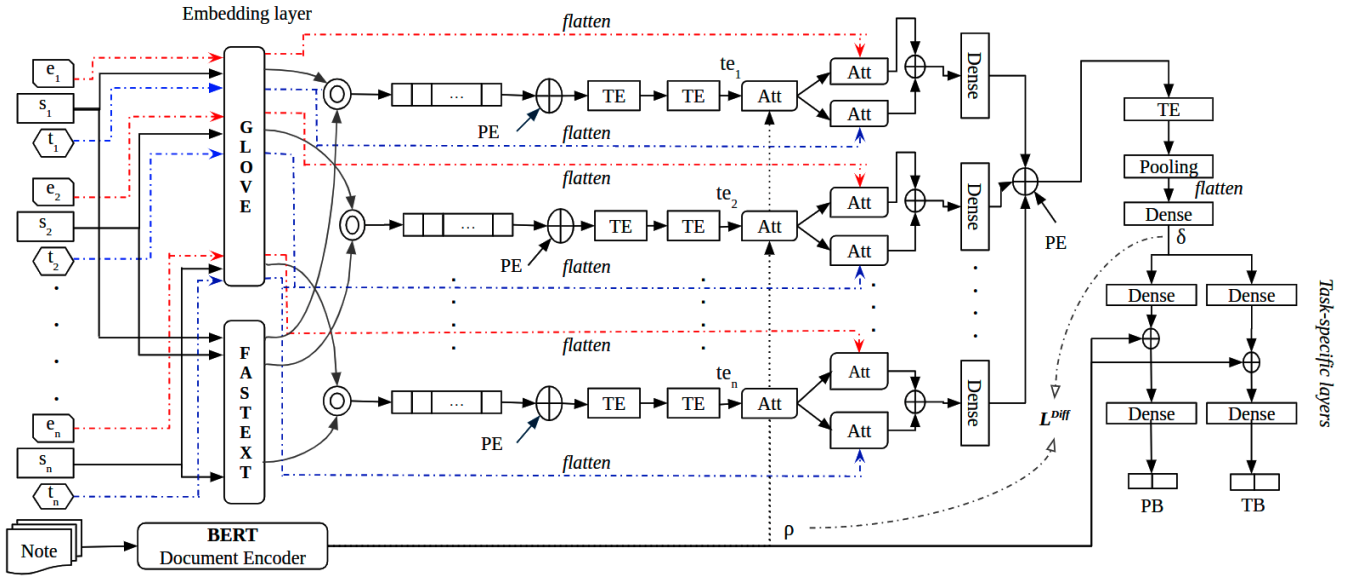 Embedding layer
flatten
e1
s1
t1
te1
... TE TE Att Att Att Dense
PE
flatten
flatten
GLOVE
e2
s2
t2
te2
... TE TE Att Att Att Dense
PE
flatten
flatten
TE
Pooling
flatten
Dense
PE
δ
Dense Dense
Task-specific layers
FASTEXT
ten
... TE TE Att Att Att Dense
PE
flatten
en
sn
tn
L^Diff
Dense Dense
PB TB
ρ
Note
BERT
Document Encoder